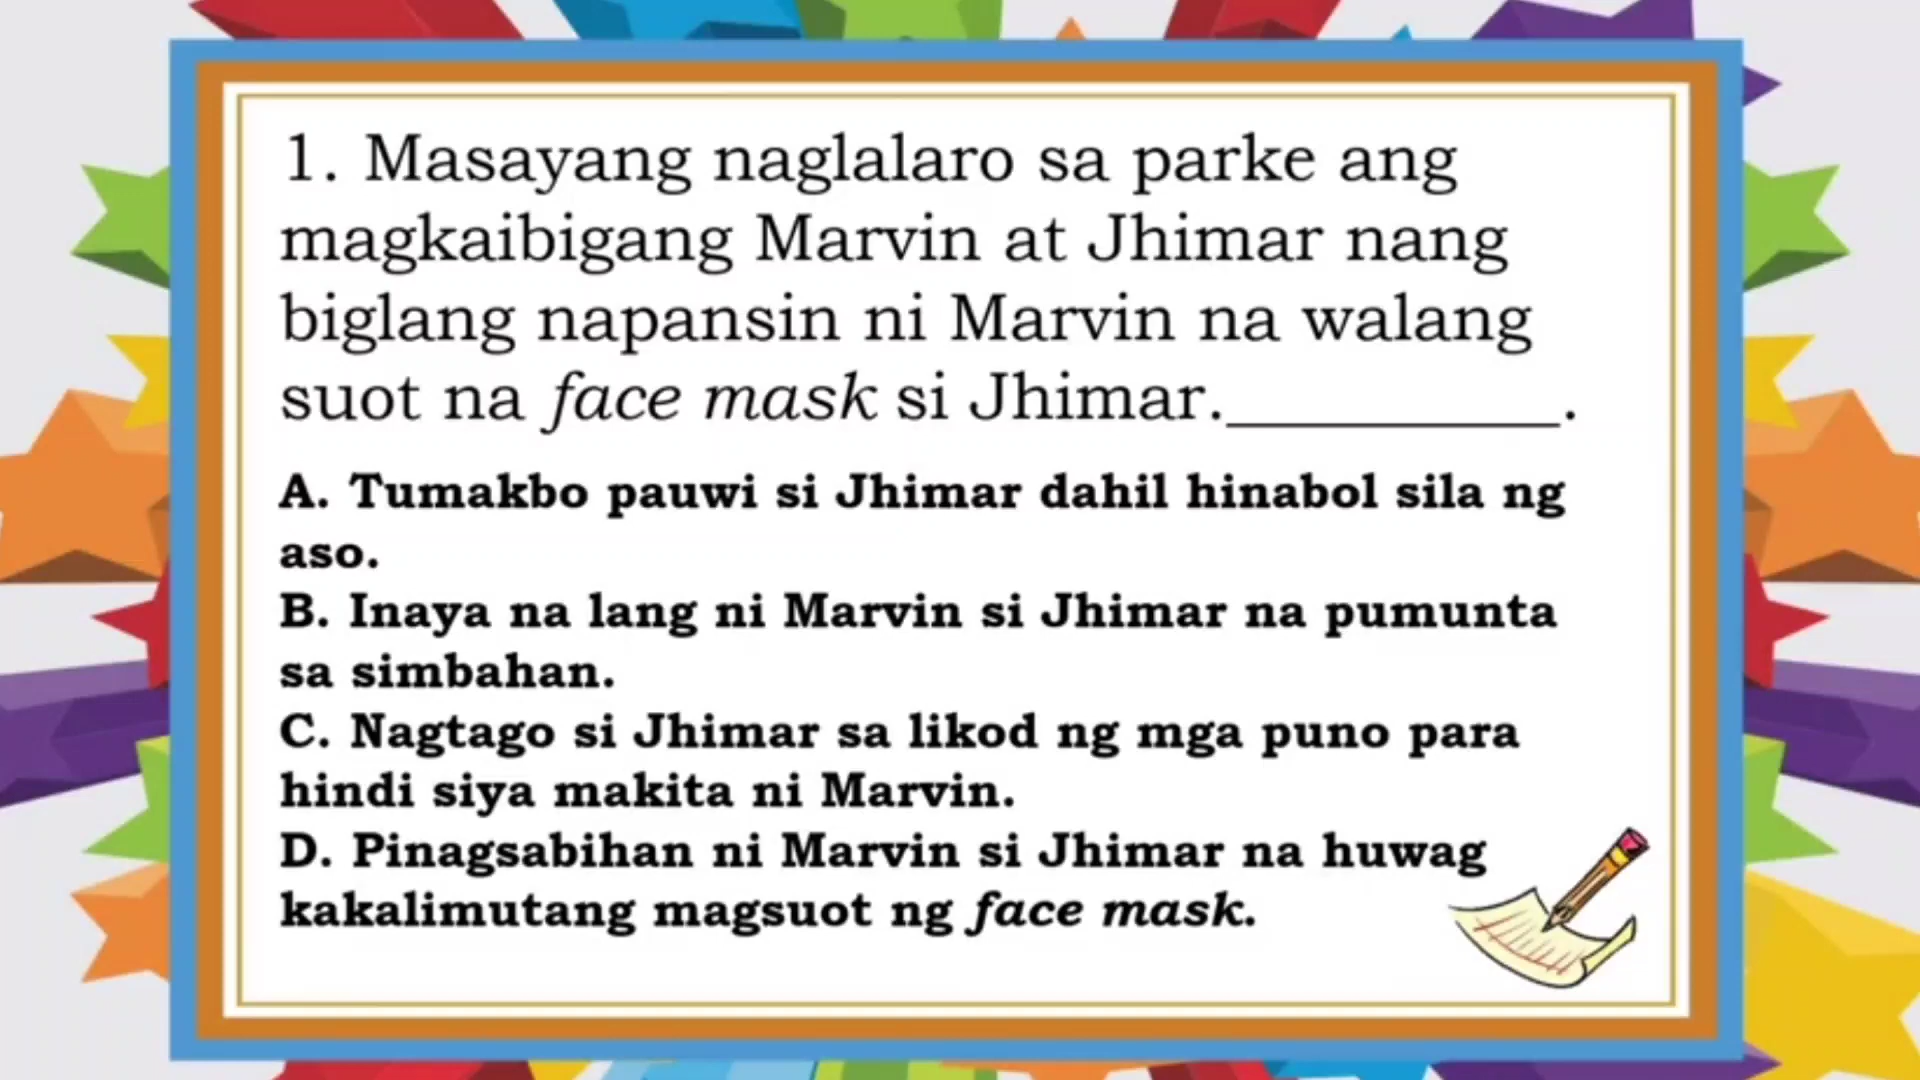 1. Masayang naglalaro sa parke ang
magkaibigang Marvin at Jhimar nang
biglang napansin ni Marvin na walang
suot na face mask si Jhimar.__________.
A. Tumakbo pauwi si Jhimar dahil hinabol sila ng
aso.
B. Inaya na lang ni Marvin si Jhimar na pumunta
sa simbahan.
C. Nagtago si Jhimar sa likod ng mga puno para
hindi siya makita ni Marvin.
D. Pinagsabihan ni Marvin si Jhimar na huwag
kakalimutang magsuot ng face mask.